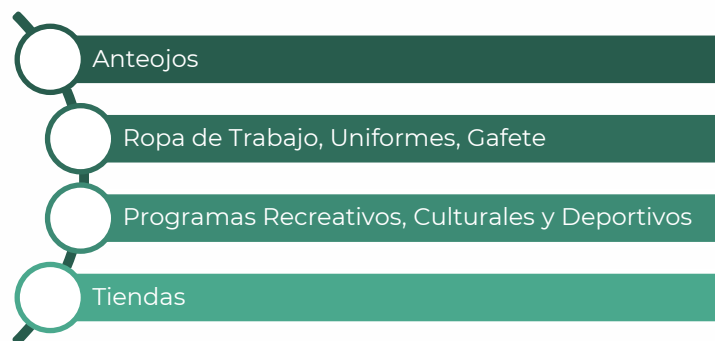 Anteojos
Ropa de Trabajo, Uniformes, Gafete
Programas Recreativos, Culturales y Deportivos
Tiendas